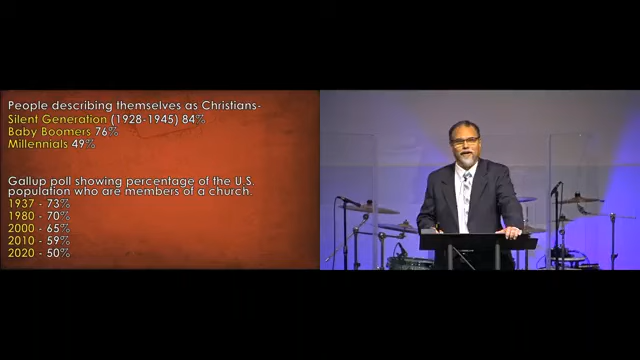 People describing themselves as Christians-
Silent Generation (1928-1945) 84%
Baby Boomers 76%
Millennials 49%
Gallup poll showing percentage of the U.S.
population who are members of a church.
1937 - 73%
1980 - 70%
2000 - 65%
2010 - 59%
2020 - 50%